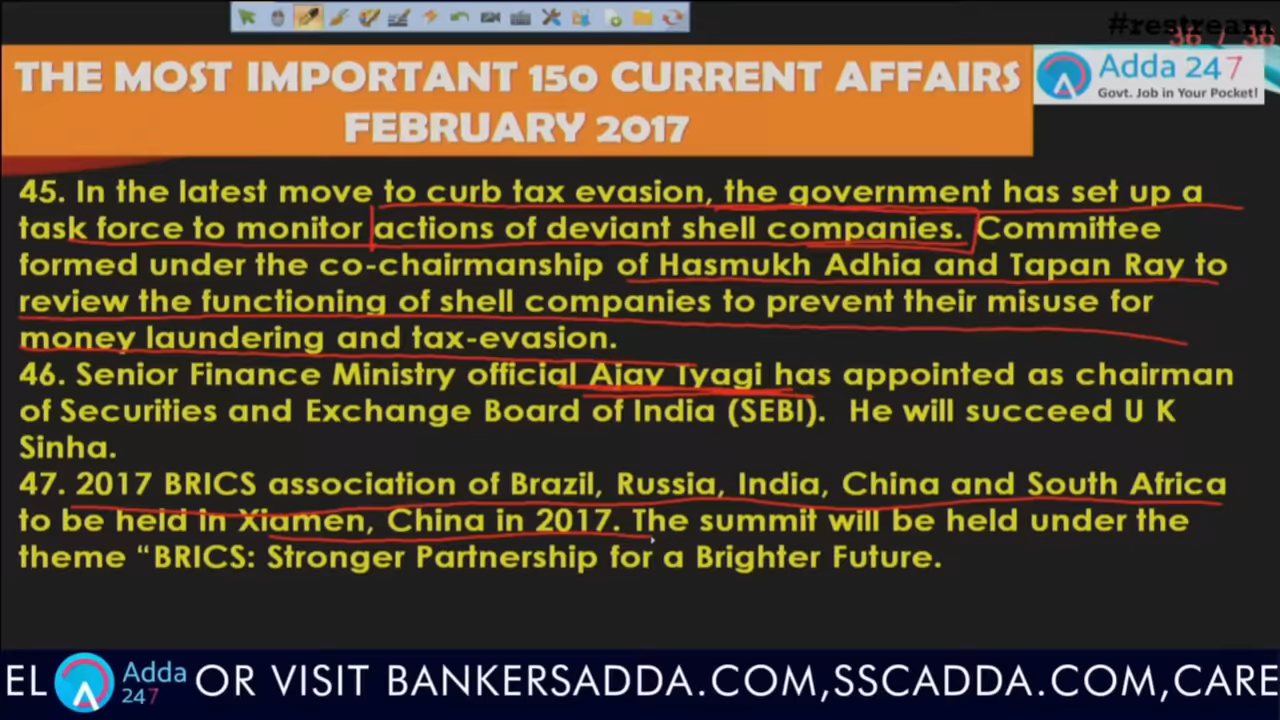 #restream
36 / 36
THE MOST IMPORTANT 150 CURRENT AFFAIRS
FEBRUARY 2017
Adda 247
Govt. Job in Your Pocket!
45. In the latest move to curb tax evasion, the government has set up a
task force to monitor actions of deviant shell companies. Committee
formed under the co-chairmanship of Hasmukh Adhia and Tapan Ray to
review the functioning of shell companies to prevent their misuse for
money laundering and tax-evasion.
46. Senior Finance Ministry official Ajay Tyagi has appointed as chairman
of Securities and Exchange Board of India (SEBI). He will succeed U K
Sinha.
47. 2017 BRICS association of Brazil, Russia, India, China and South Africa
to be held in Xiamen, China in 2017. The summit will be held under the
theme “BRICS: Stronger Partnership for a Brighter Future.
EL Adda 247 OR VISIT BANKERSADDA.COM,SSCADDA.COM,CARE